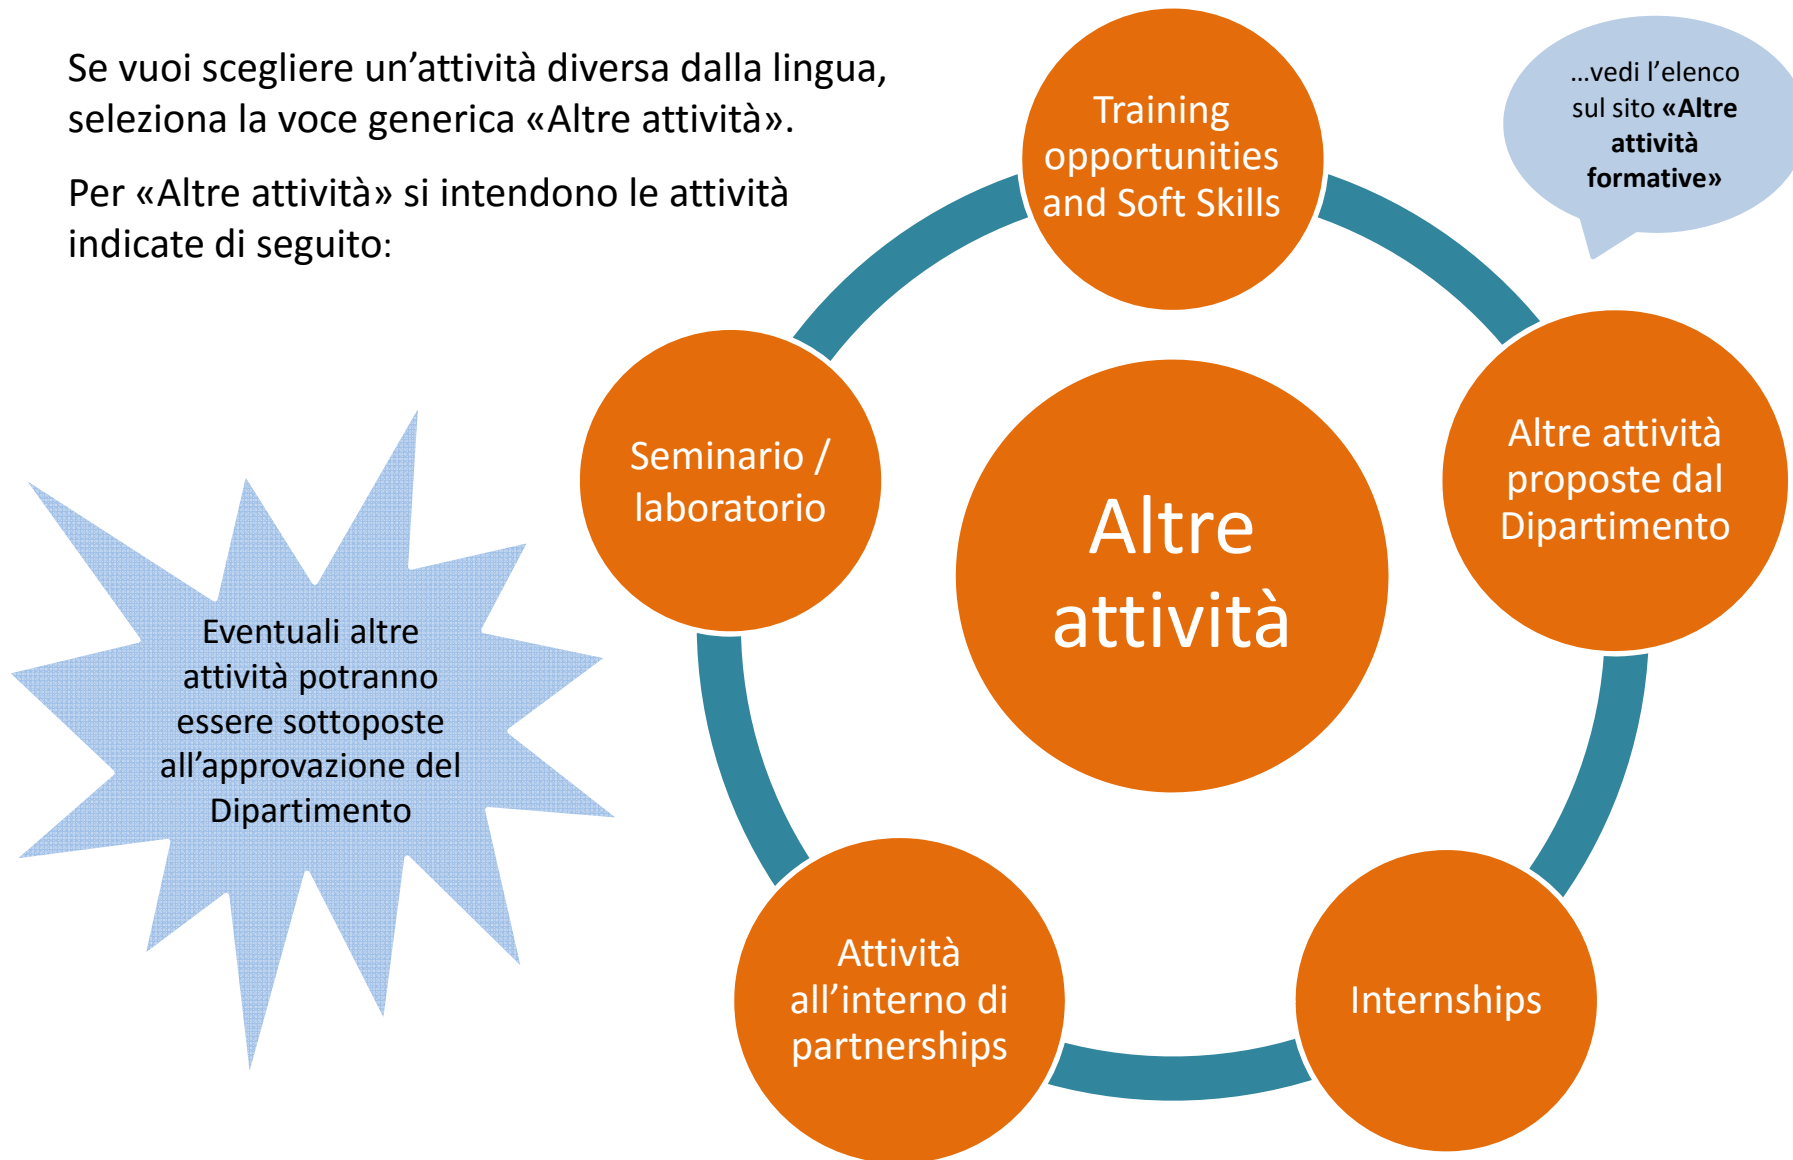 Se vuoi scegliere un’attività diversa dalla lingua,
seleziona la voce generica «Altre attività».
Per «Altre attività» si intendono le attività
indicate di seguito:
Training
opportunities
and Soft Skills
…vedi l’elenco
sul sito «Altre
attività
formative»
Altre attività
proposte dal
Dipartimento
Seminario /
laboratorio
Altre
attività
Eventuali altre
attività potranno
essere sottoposte
all’approvazione del
Dipartimento
Attività
all’interno di
partnerships
Internships